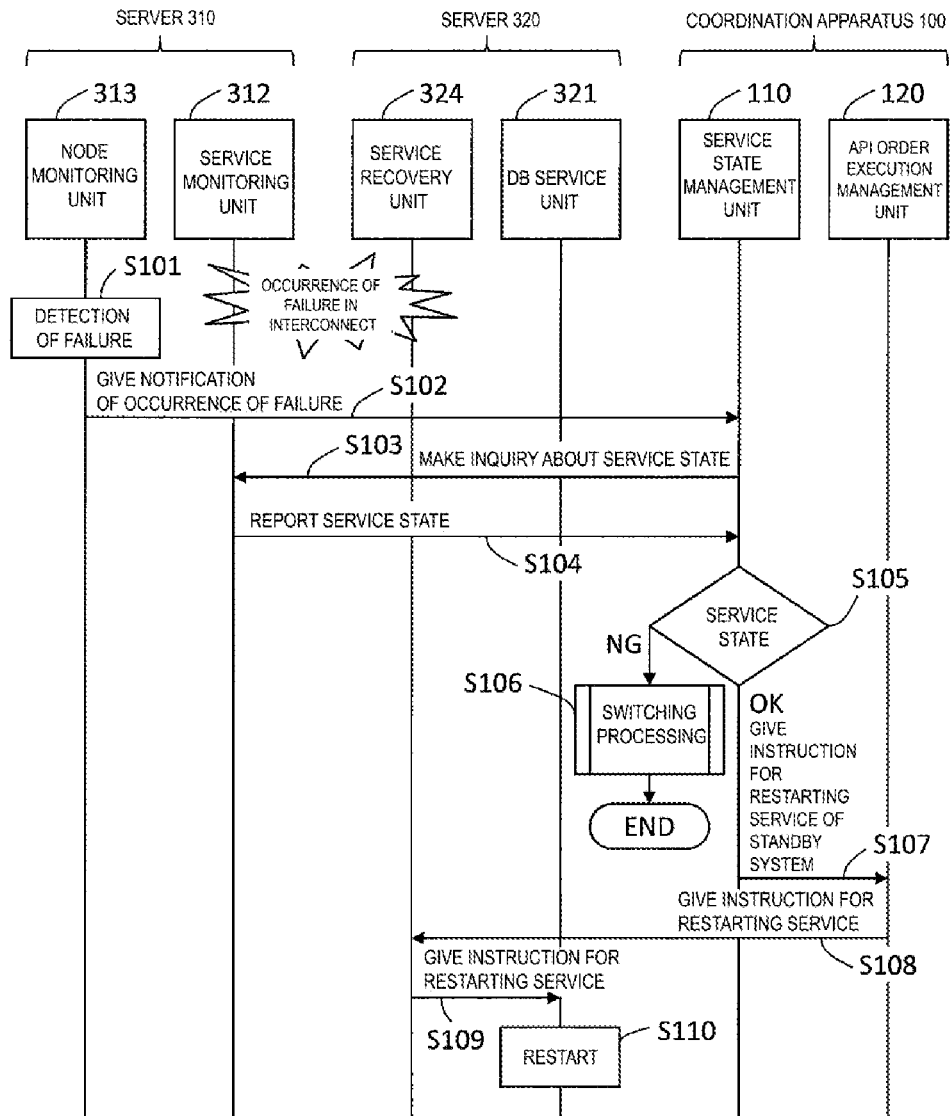 SERVER 310
SERVER 320
COORDINATION APPARATUS 100
313
312
324
321
110
120
NODE
MONITORING
UNIT
SERVICE
MONITORING
UNIT
SERVICE
RECOVERY
UNIT
DB SERVICE
UNIT
SERVICE
STATE
MANAGEMENT
UNIT
API ORDER
EXECUTION
MANAGEMENT
UNIT
S101
DETECTION
OF FAILURE
OCCURRENCE OF
FAILURE IN
INTERCONNECT
GIVE NOTIFICATION
OF OCCURRENCE OF FAILURE
S102
S103
MAKE INQUIRY ABOUT SERVICE STATE
REPORT SERVICE STATE
S104
S105
SERVICE
STATE
NG
S106
SWITCHING
PROCESSING
END
OK
GIVE
INSTRUCTION
FOR
RESTARTING
SERVICE OF
STANDBY
SYSTEM
S107
GIVE INSTRUCTION FOR
RESTARTING SERVICE
S108
GIVE INSTRUCTION FOR
RESTARTING SERVICE
S109
S110
RESTART